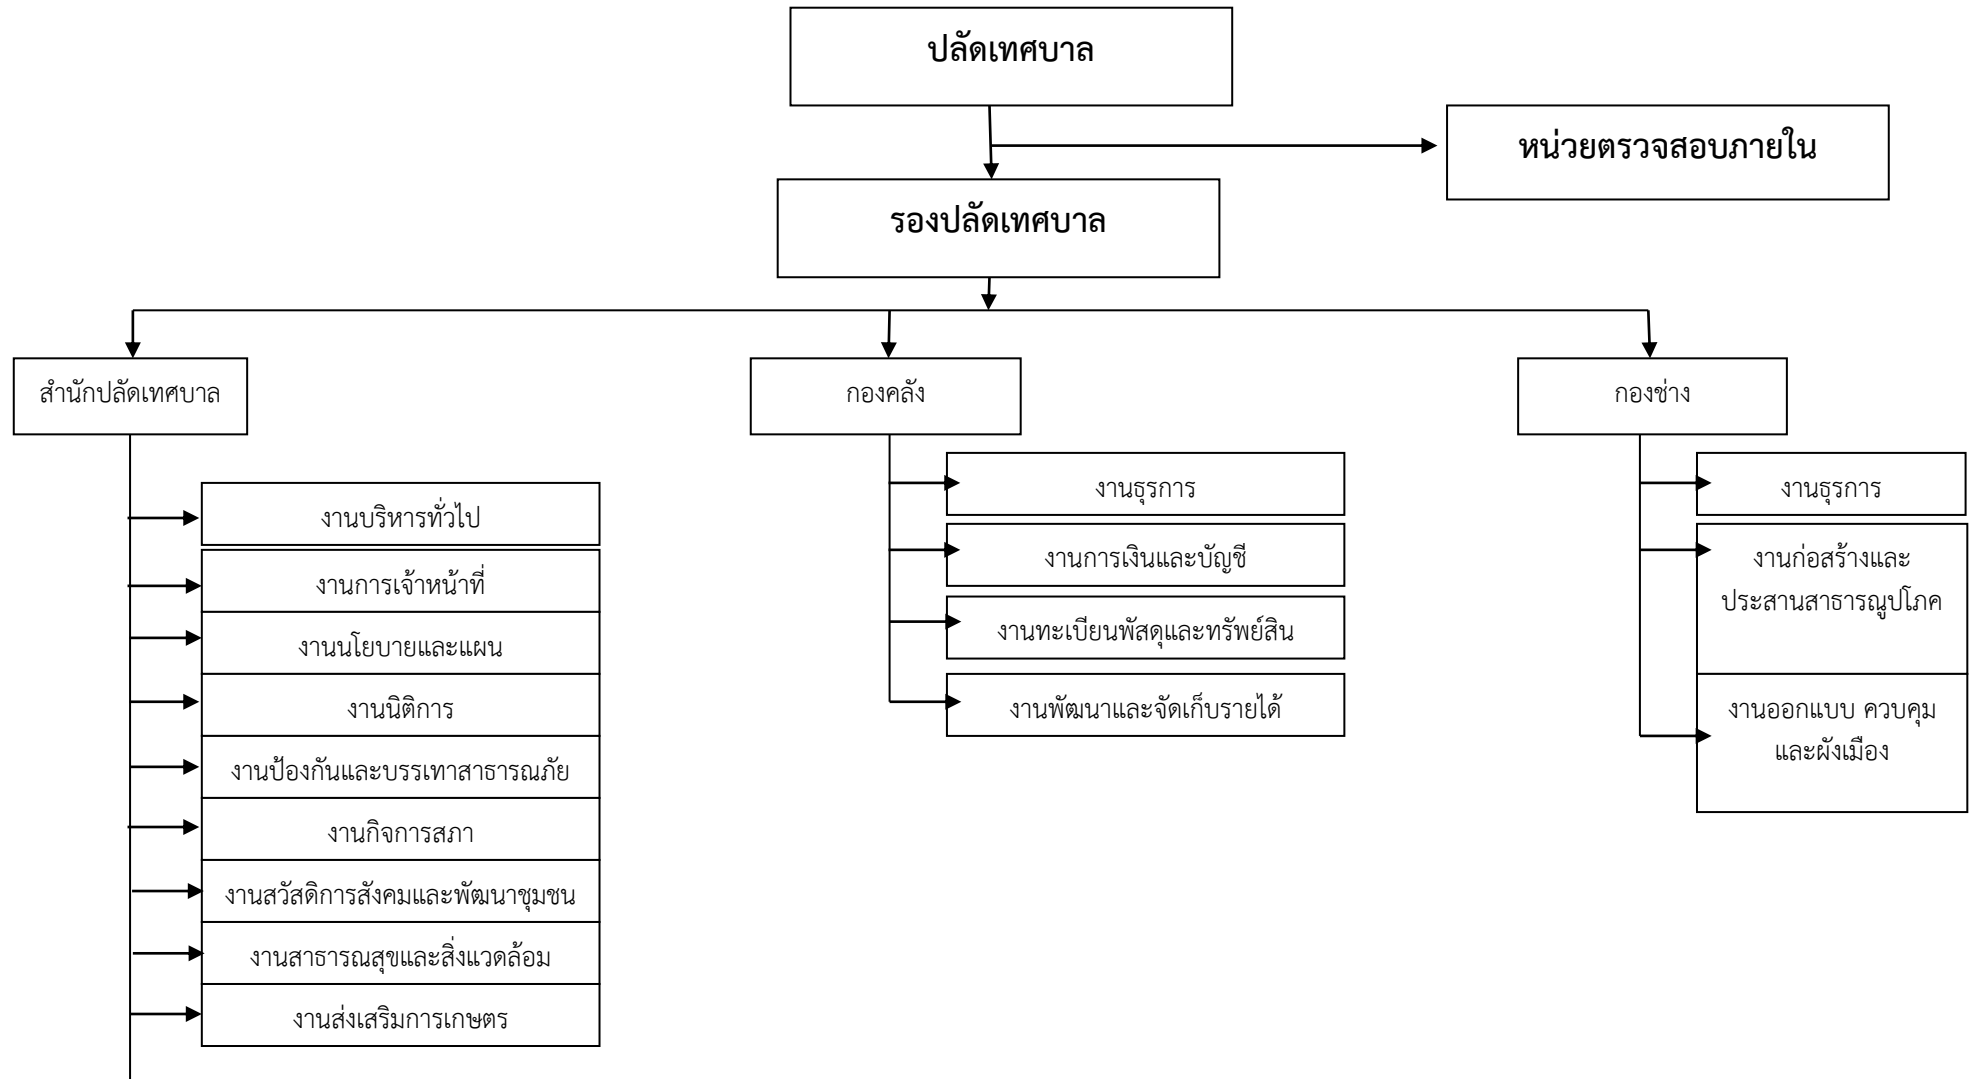 ปลัดเทศบาล
หน่วยตรวจสอบภายใน
รองปลัดเทศบาล
สำนักปลัดเทศบาล
งานบริหารทั่วไป
งานการเจ้าหน้าที่
งานนโยบายและแผน
งานนิติการ
งานป้องกันและบรรเทาสาธารณภัย
งานกิจการสภา
งานสวัสดิการสังคมและพัฒนาชุมชน
งานสาธารณสุขและสิ่งแวดล้อม
งานส่งเสริมการเกษตร
กองคลัง
งานธุรการ
งานการเงินและบัญชี
งานทะเบียนพัสดุและทรัพย์สิน
งานพัฒนาและจัดเก็บรายได้
กองช่าง
งานธุรการ
งานก่อสร้างและ
ประสานสาธารณูปโภค
งานออกแบบ ควบคุม
และผังเมือง